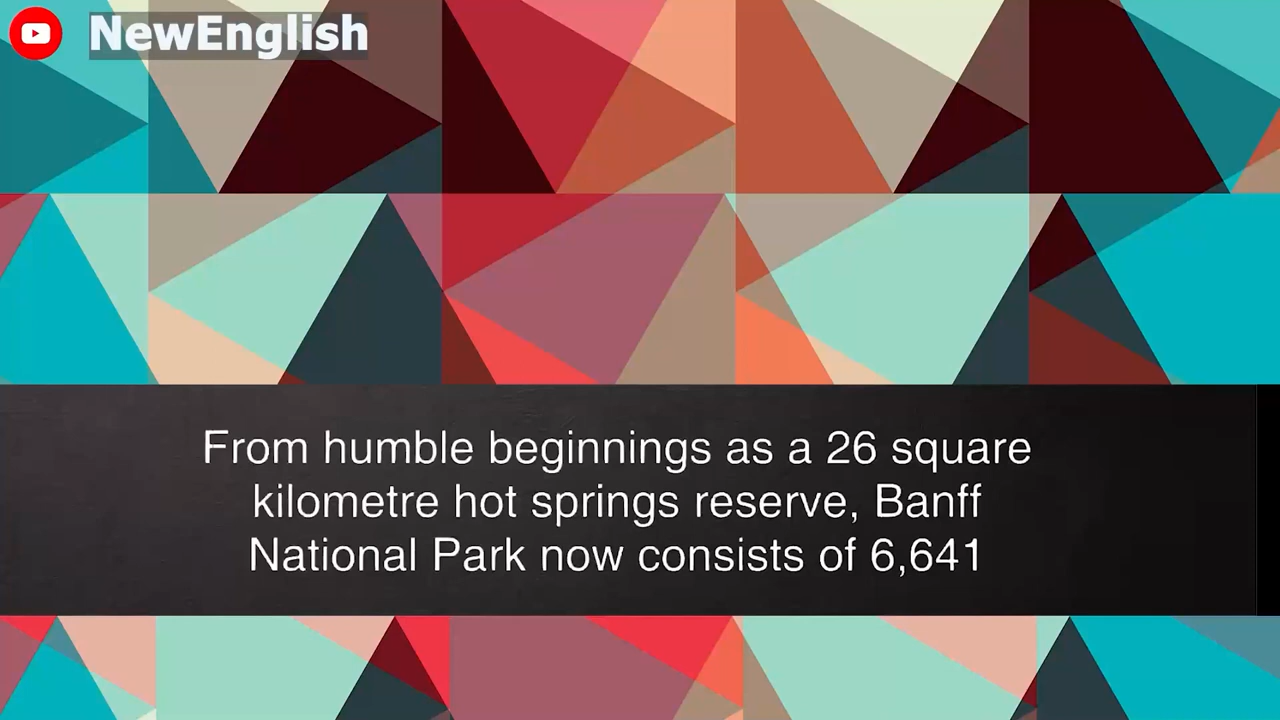 NewEnglish
From humble beginnings as a 26 square
kilometre hot springs reserve, Banff
National Park now consists of 6,641